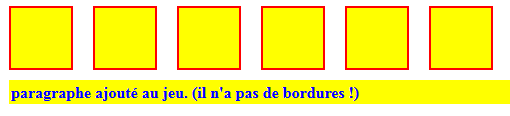 paragraphe ajouté au jeu. (il n'a pas de bordures !)